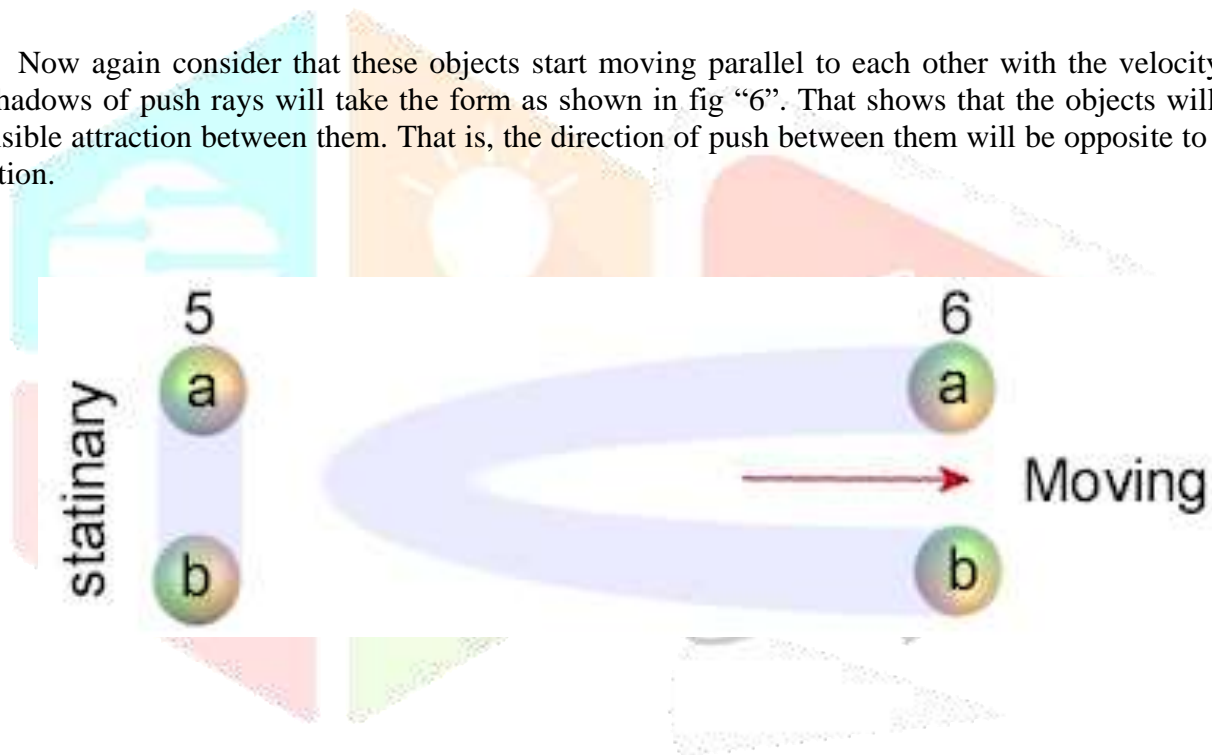 Now again consider that these objects start moving parallel to each other with the velocity
hadows of push rays will take the form as shown in fig “6”. That shows that the objects will
sible attraction between them. That is, the direction of push between them will be opposite to
tion.
5
6
statinary
a
a
Moving
b
b